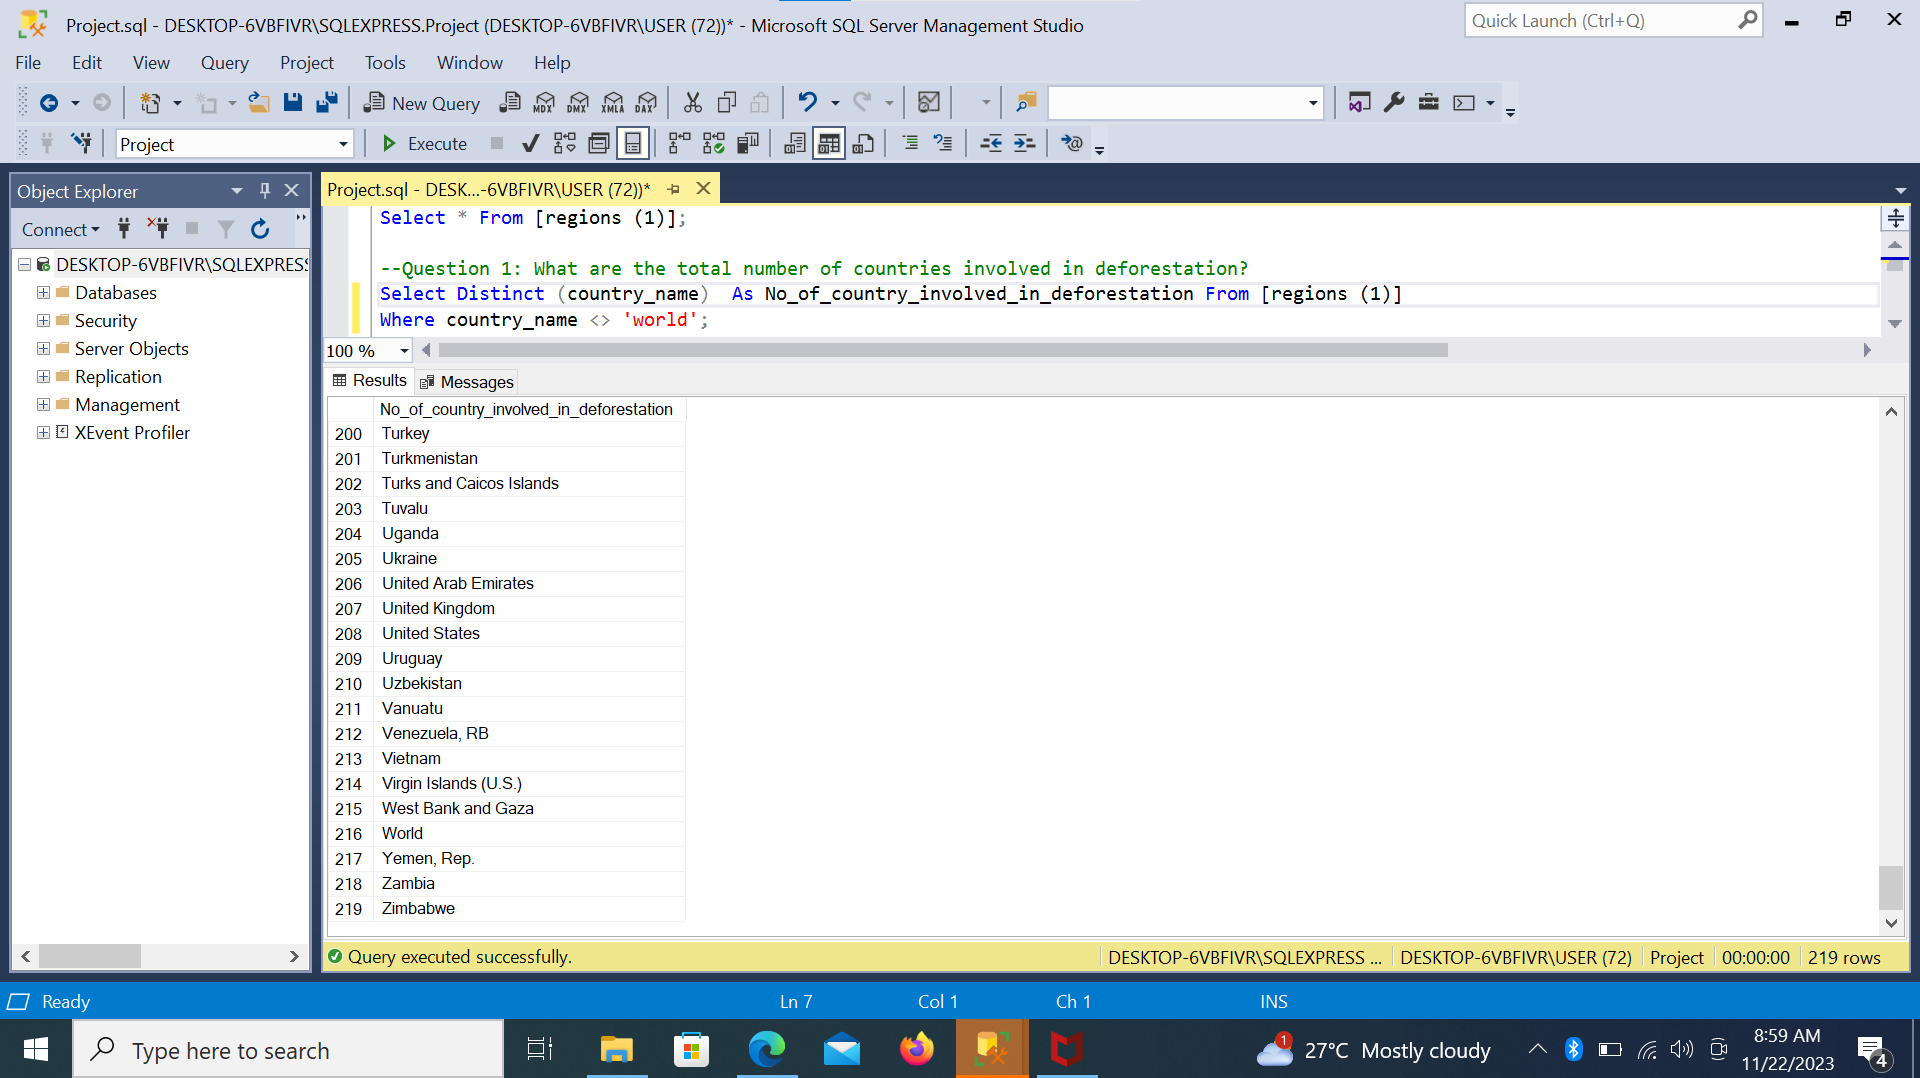 Project.sql - DESKTOP-6VBFIVR\SQLEXPRESS.Project (DESKTOP-6VBFIVR\USER (72))* - Microsoft SQL Server Management Studio
Quick Launch (Ctrl+Q)
File Edit View Query Project Tools Window Help
New Query MDX DMX XMLA DAX
Project Execute
Object Explorer
Connect
DESKTOP-6VBFIVR\SQLEXPRESS
Databases
Security
Server Objects
Replication
Management
XEvent Profiler
Project.sql - DESK...-6VBFIVR\USER (72))*
Select * From [regions (1)];
--Question 1: What are the total number of countries involved in deforestation?
Select Distinct (country_name)  As No_of_country_involved_in_deforestation From [regions (1)]
Where country_name <> 'world';
100 %
Results Messages
No_of_country_involved_in_deforestation
200 Turkey
201 Turkmenistan
202 Turks and Caicos Islands
203 Tuvalu
204 Uganda
205 Ukraine
206 United Arab Emirates
207 United Kingdom
208 United States
209 Uruguay
210 Uzbekistan
211 Vanuatu
212 Venezuela, RB
213 Vietnam
214 Virgin Islands (U.S.)
215 West Bank and Gaza
216 World
217 Yemen, Rep.
218 Zambia
219 Zimbabwe
Query executed successfully. DESKTOP-6VBFIVR\SQLEXPRESS ... DESKTOP-6VBFIVR\USER (72) Project 00:00:00 219 rows
Ready Ln 7 Col 1 Ch 1 INS
Type here to search
1 27°C Mostly cloudy
8:59 AM
11/22/2023
4